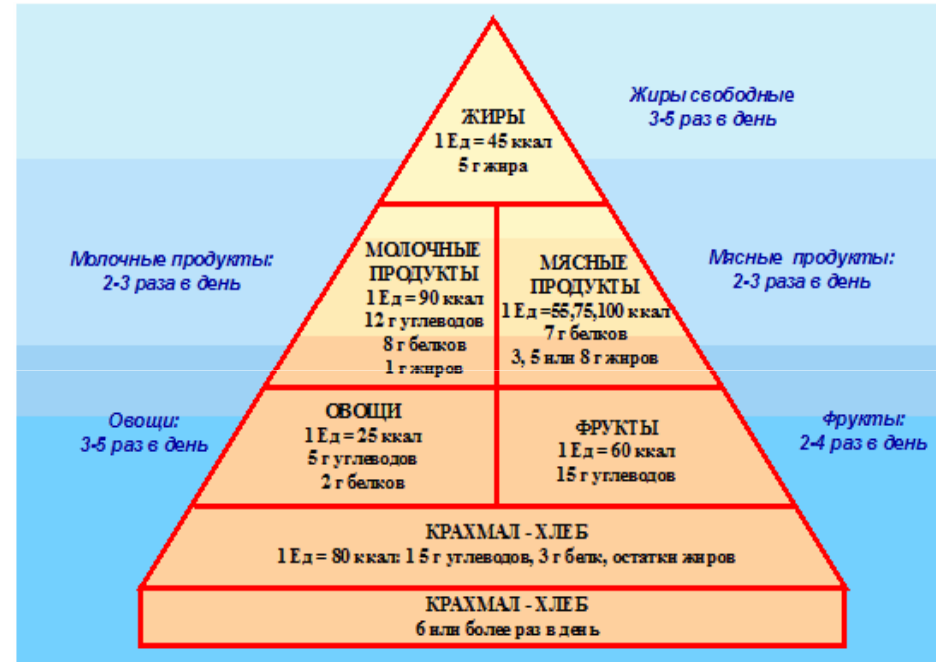 ЖИРЫ
1 Ед = 45 ккал
5 г жира
Жиры свободные
3-5 раз в день
Молочные продукты:
2-3 раза в день
МОЛОЧНЫЕ
ПРОДУКТЫ
1 Ед = 90 ккал
12 г углеводов
8 г белков
1 г жиров
МЯСНЫЕ
ПРОДУКТЫ
1 Ед =55,75,100 ккал
7 г белков
3, 5 или 8 г жиров
Мясные продукты:
2-3 раза в день
Овощи:
3-5 раз в день
ОВОЩИ
1 Ед = 25 ккал
5 г углеводов
2 г белков
ФРУКТЫ
1 Ед = 60 ккал
15 г углеводов
Фрукты:
2-4 раз в день
КРАХМАЛ - ХЛЕБ
1 Ед = 80 ккал: 1 5 г углеводов, 3 г белк, остатки жиров
КРАХМАЛ - ХЛЕБ
6 или более раз в день